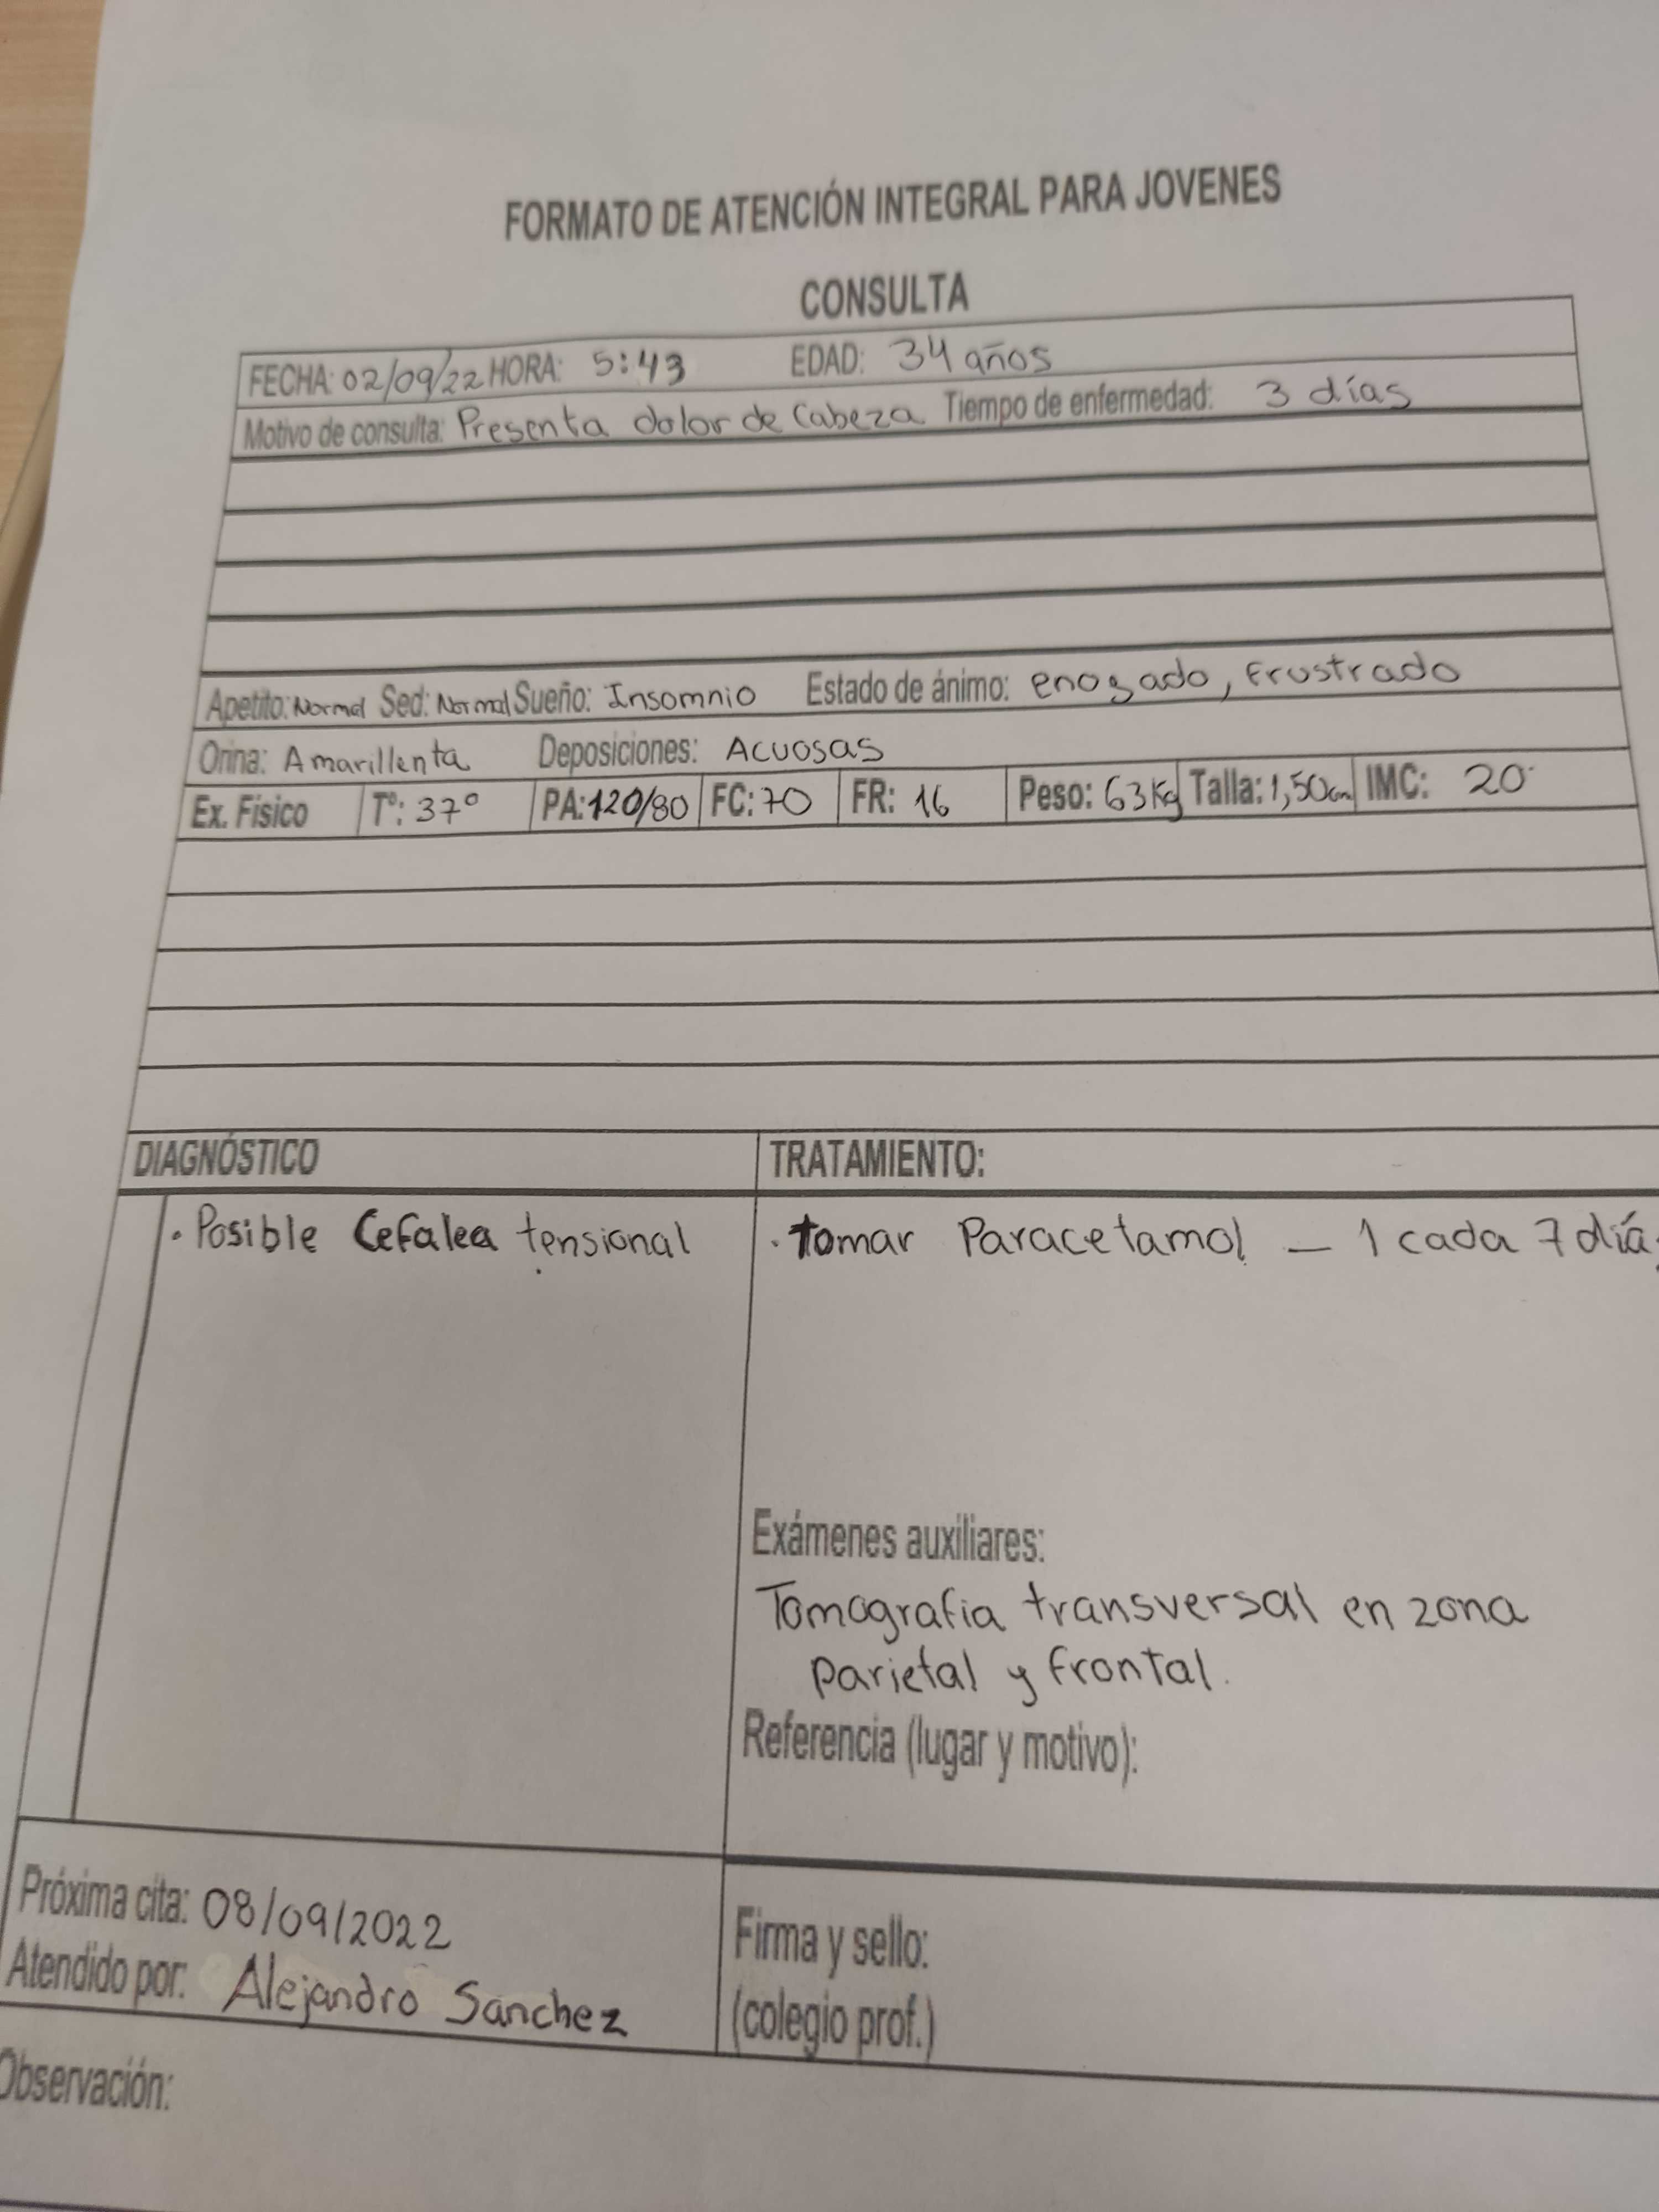 FORMATO DE ATENCIÓN INTEGRAL PARA JOVENES
CONSULTA
FECHA: 02/09/22 HORA: 5:43 EDAD: 34 años
Motivo de consulta: Presenta dolor de Cabeza Tiempo de enfermedad: 3 días
Apetito: Normal Sed: Normal Sueño: Insomnio Estado de ánimo: enozado, Frustrado
Orina: Amarillenta Deposiciones: Acuosas
Ex. Físico Tº: 37° PA: 120/80 FC: 70 FR: 16 Peso: 63Kg Talla: 1,50cm IMC: 20
DIAGNÓSTICO TRATAMIENTO:
· Posible Cefalea tensional · tomar Paracetamol — 1 cada 7 día
Exámenes auxiliares:
Tomografia transversal en zona
parietal y frontal.
Referencia (lugar y motivo):
Próxima cita: 08/09/2022
Atendido por: Alejandro Sanchez
Firma y sello:
(colegio prof.)
Observación: